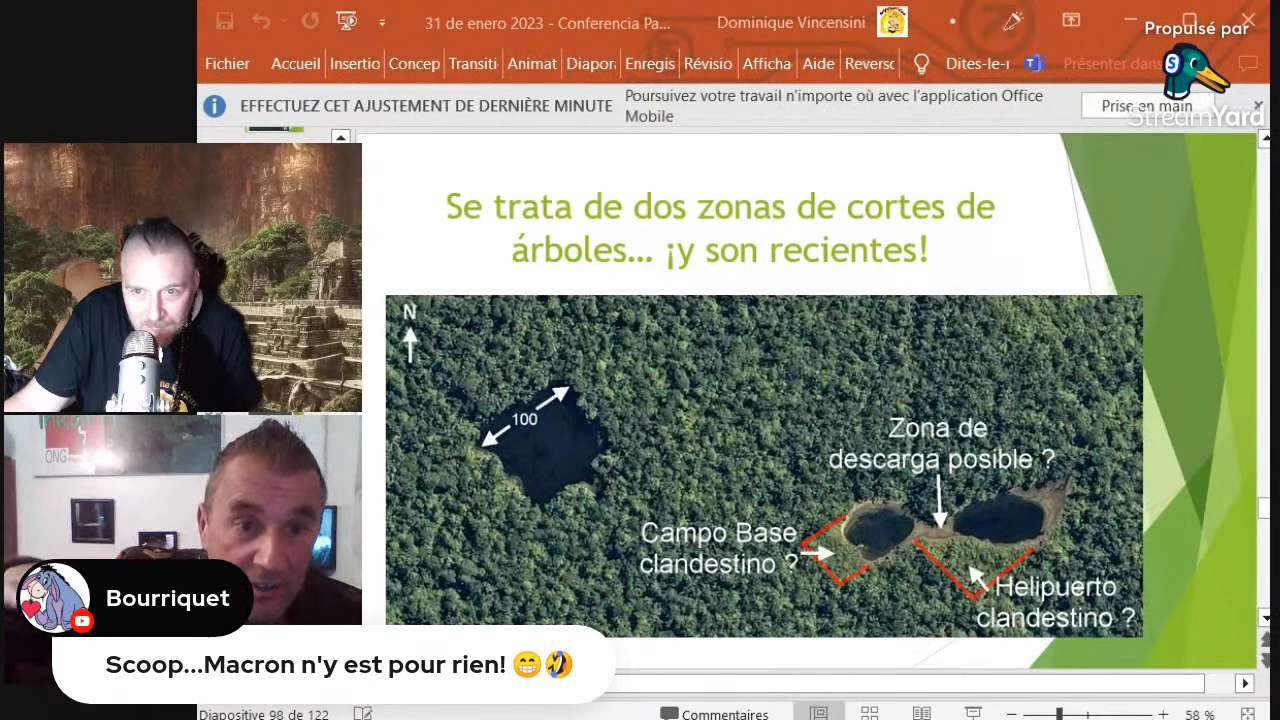 31 de enero 2023 - Conferencia Pa...
Dominique Vincensini
Propulsé par
StreamYard
Fichier Accueil Insertio Concep Transiti Animat Diapora Enregis Révisio Afficha Aide Reverso Dites-le-r Présenter dans
EFFECTUEZ CET AJUSTEMENT DE DERNIÈRE MINUTE
Poursuivez votre travail n'importe où avec l'application Office
Mobile
Prise en main
Se trata de dos zonas de cortes de
árboles... ¡y son recientes!
N
100
Zona de
descarga posible ?
Campo Base
clandestino ?
Helipuerto
clandestino ?
ONG
Bourriquet
Scoop...Macron n'y est pour rien! 😁🤣
Diapositive 98 de 122
Commentaires
58 %